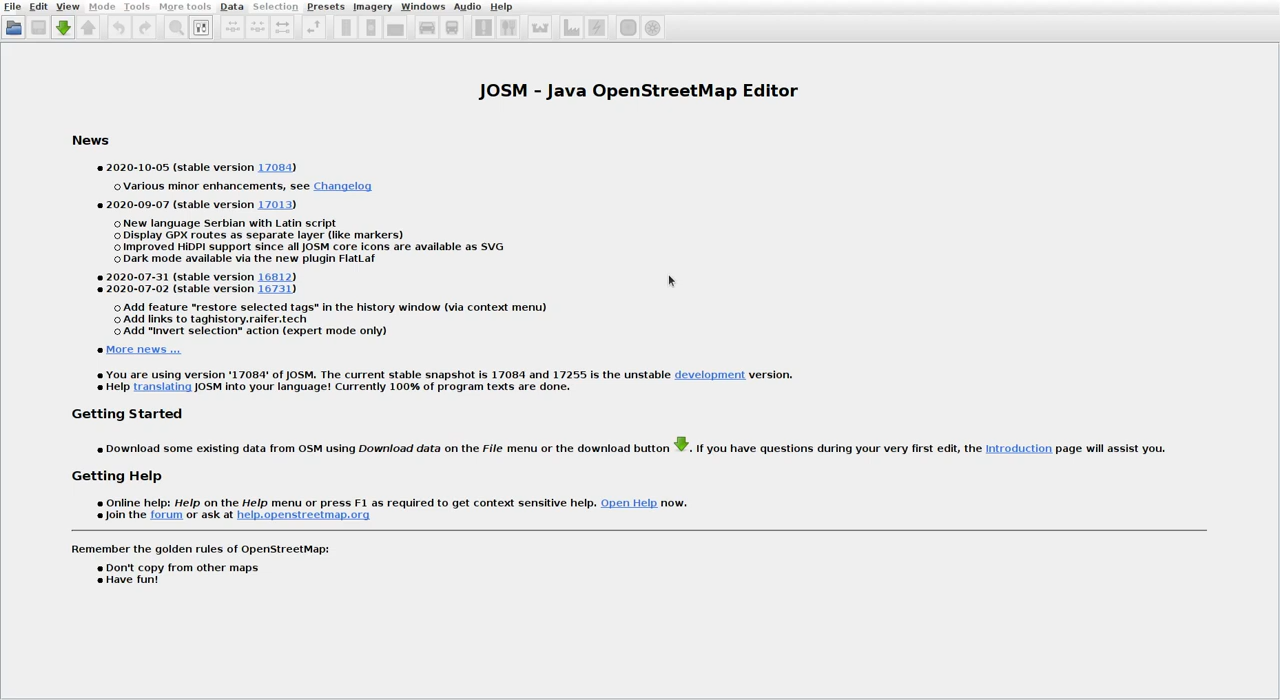 File Edit View Mode Tools More tools Data Selection Presets Imagery Windows Audio Help
JOSM – Java OpenStreetMap Editor
News
2020-10-05 (stable version 17084)
Various minor enhancements, see Changelog
2020-09-07 (stable version 17013)
New language Serbian with Latin script
Display GPX routes as separate layer (like markers)
Improved HiDPI support since all JOSM core icons are available as SVG
Dark mode available via the new plugin FlatLaf
2020-07-31 (stable version 16812)
2020-07-02 (stable version 16731)
Add feature "restore selected tags" in the history window (via context menu)
Add links to taghistory.raifer.tech
Add "Invert selection" action (expert mode only)
More news ...
You are using version '17084' of JOSM. The current stable snapshot is 17084 and 17255 is the unstable development version.
Help translating JOSM into your language! Currently 100% of program texts are done.
Getting Started
Download some existing data from OSM using Download data on the File menu or the download button . If you have questions during your very first edit, the Introduction page will assist you.
Getting Help
Online help: Help on the Help menu or press F1 as required to get context sensitive help. Open Help now.
Join the forum or ask at help.openstreetmap.org
Remember the golden rules of OpenStreetMap:
Don't copy from other maps
Have fun!